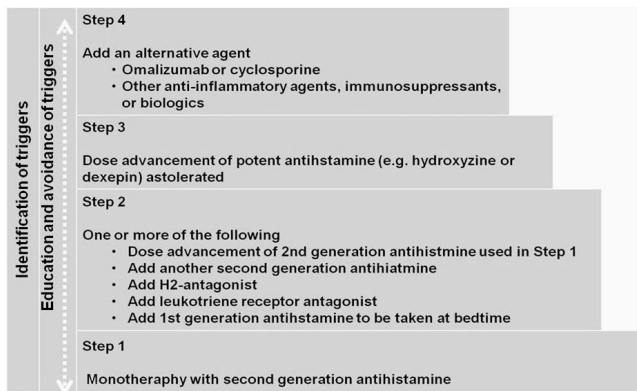 Identification of triggers
Education and avoidance of triggers
Step 4
Add an alternative agent
• Omalizumab or cyclosporine
• Other anti-inflammatory agents, immunosuppressants,
or biologics
Step 3
Dose advancement of potent antihstamine (e.g. hydroxyzine or
dexepin) astolerated
Step 2
One or more of the following
• Dose advancement of 2nd generation antihistmine used in Step 1
• Add another second generation antihiatmine
• Add H2-antagonist
• Add leukotriene receptor antagonist
• Add 1st generation antihstamine to be taken at bedtime
Step 1
Monotheraphy with second generation antihistamine